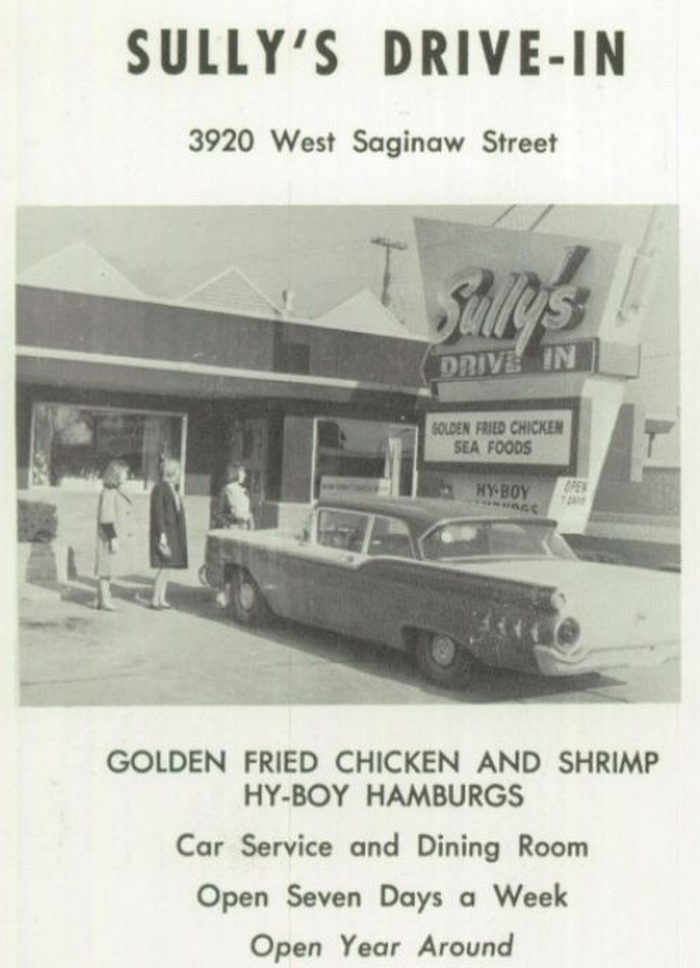 SULLY'S DRIVE-IN
3920 West Saginaw Street
Sully's
DRIVE IN
GOLDEN FRIED CHICKEN
SEA FOODS
HY-BOY
HAMBURGS
OPEN
7-DAYS
GOLDEN FRIED CHICKEN AND SHRIMP
HY-BOY HAMBURGS
Car Service and Dining Room
Open Seven Days a Week
Open Year Around